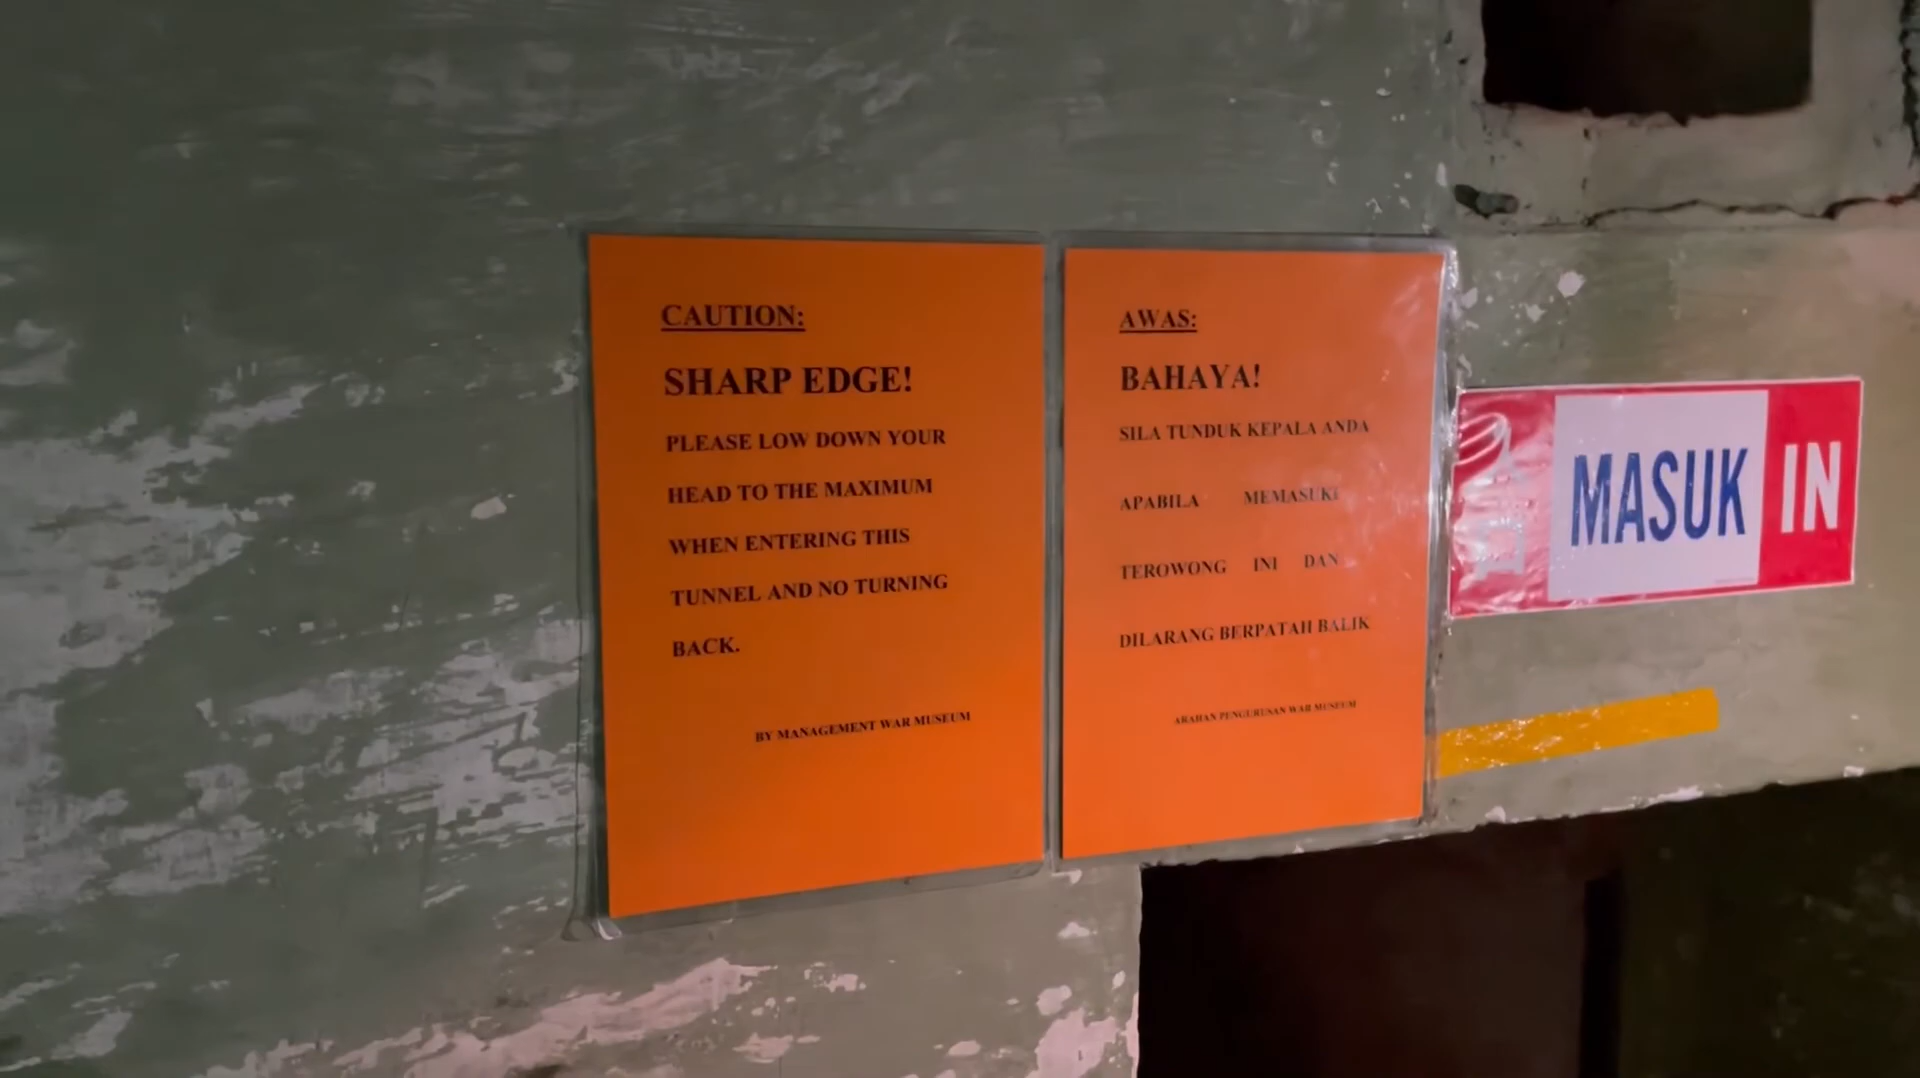 CAUTION:
SHARP EDGE!
PLEASE LOW DOWN YOUR
HEAD TO THE MAXIMUM
WHEN ENTERING THIS
TUNNEL AND NO TURNING
BACK.
BY MANAGEMENT WAR MUSEUM
AWAS:
BAHAYA!
SILA TUNDUK KEPALA ANDA
APABILA MEMASUKI
TEROWONG INI DAN
DILARANG BERPATAH BALIK
ARAHAN PENGURUSAN WAR MUSEUM
MASUK IN